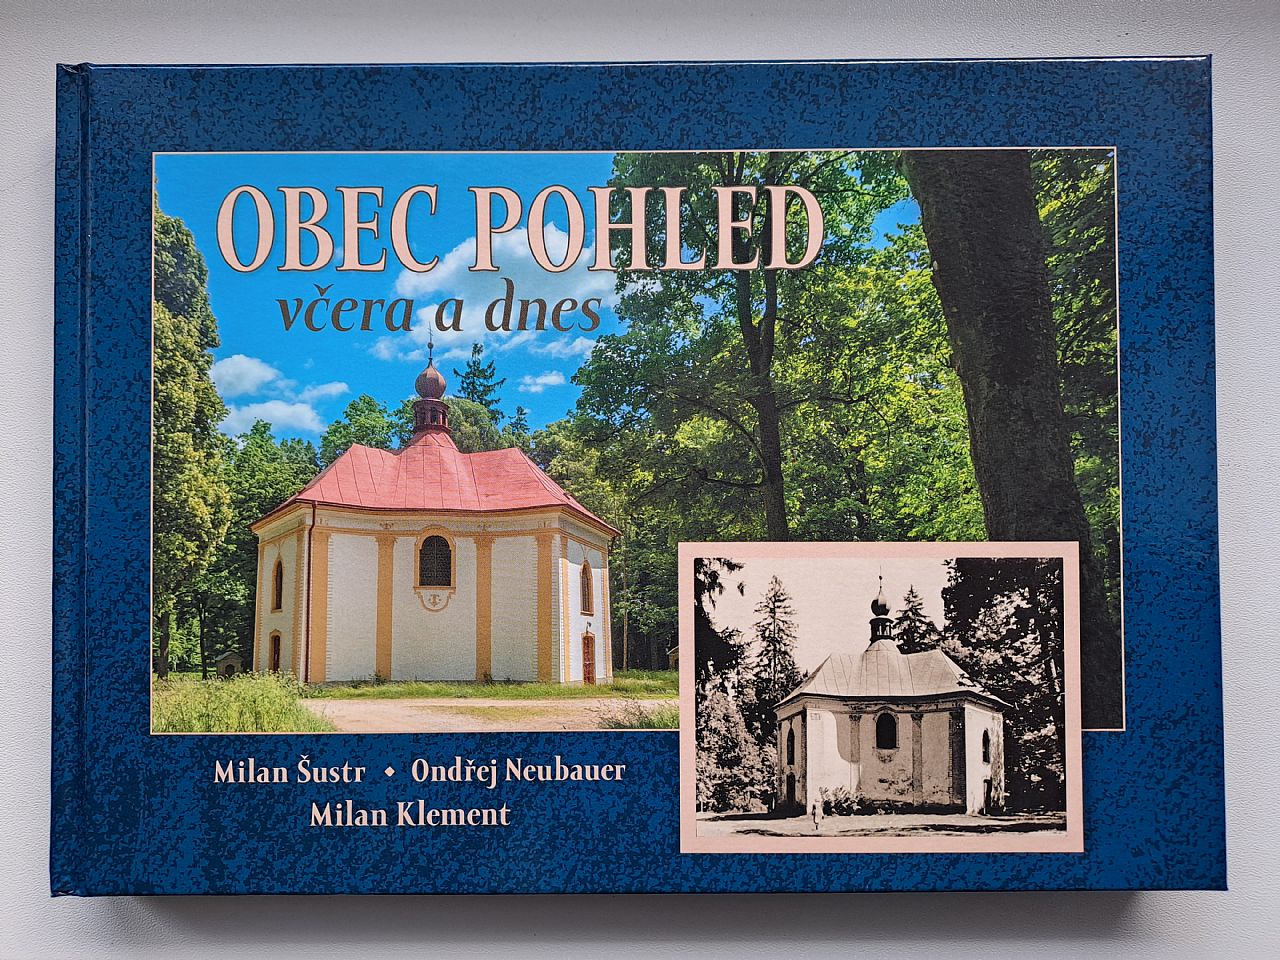 OBEC POHLED
včera a dnes
Milan Šustr ⬥ Ondřej Neubauer
Milan Klement